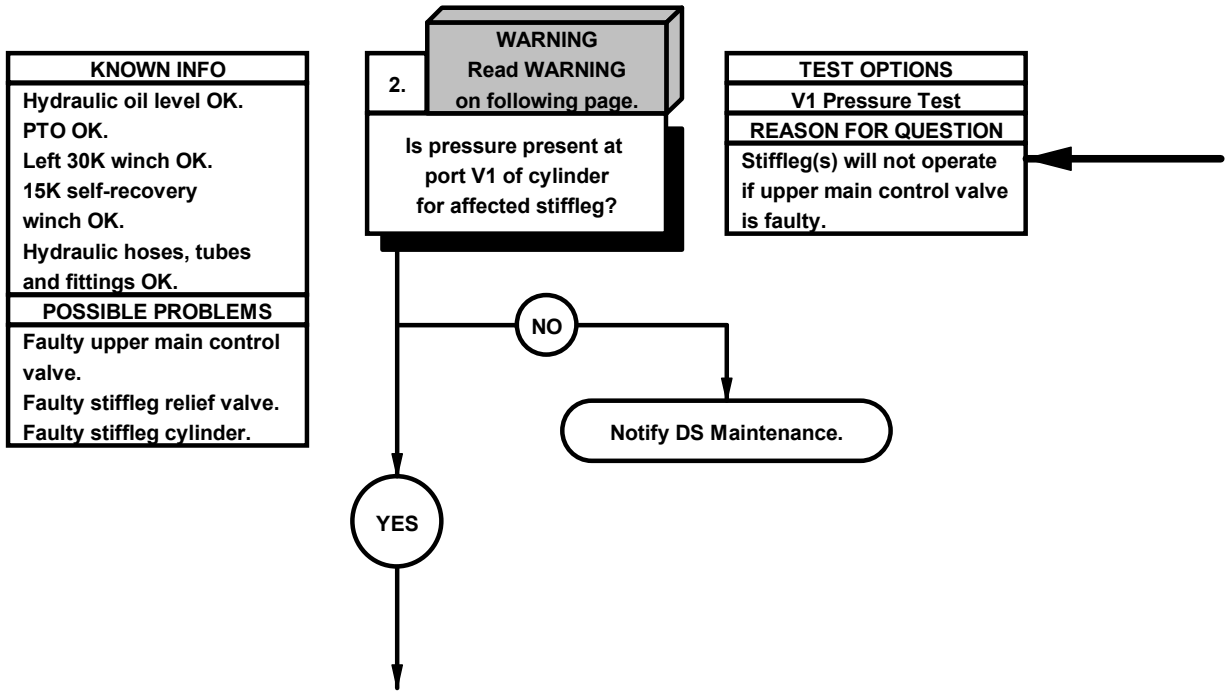 KNOWN INFO
Hydraulic oil level OK.
PTO OK.
Left 30K winch OK.
15K self-recovery
winch OK.
Hydraulic hoses, tubes
and fittings OK.
POSSIBLE PROBLEMS
Faulty upper main control
valve.
Faulty stiffleg relief valve.
Faulty stiffleg cylinder.
WARNING
Read WARNING
on following page.
2.
Is pressure present at
port V1 of cylinder
for affected stiffleg?
TEST OPTIONS
V1 Pressure Test
REASON FOR QUESTION
Stiffleg(s) will not operate
if upper main control valve
is faulty.
NO
Notify DS Maintenance.
YES